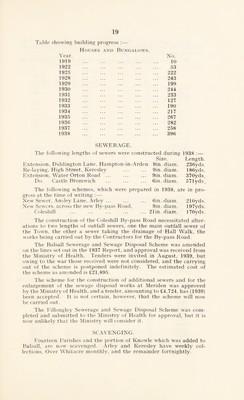 19
Table showing building progress :—
Houses and Bungalows.
Year. No.
1919 ... ... ... ... ... 10
1922 ... ... ... ... ... 53
1925 ... ... ... ... ... 222
1928 ... ... ... ... ... 243
1929 ... ... ... ... ... 199
1930 ... ... ... ... ... 244
1931 ... ... ... ... ... 233
1932 ... ... ... ... ... 127
1933 ... ... ... ... ... 190
1934 ... ... ... ... ... 217
1935 ... ... ... ... ... 267
1936 ... ... ... ... ... 282
1937 ... ... ... ... ... 258
1938 ... ... ... ... ... 396
SEWERAGE.
The following lengths of sewers were constructed during 1938 :—
Size. Length.
Extension, Diddington Lane, Hampton-in-Arden 9in. diam. 236yds.
Re-laying, High Street, Keresley ... ... 9in. diam. 186yds.
Extension, Water Orton Road ... ... 9in. diam. 370yds.
Do. Castle Bromwich ... ... 6in. diam. 571yds.
The following schemes, which were prepared in 1938, are in pro-
gress at the time of writing :—
New Sewer, Ansley Lane, Arley ... ... 6in. diam. 210yds.
New Sewers, across the new By-pass Road, 9in. diam. 197yds.
Coleshill ... ... ... 21in. diam. 170yds.
The construction of the Coleshill By-pass Road necessitated alter-
ations to two lengths of outfall sewers, one the main outfall sewer of
the Town, the other a sewer taking the drainage of Hall Walk, the
works being carried out by the Contractors for the By-pass Road.
The Balsall Sewerage and Sewage Disposal Scheme was amended
on the lines set out in the 1937 Report, and approval was received from
the Ministry of Health. Tenders were invited in August, 1939, but
owing to the war these were not considered, and the carrying
out of the scheme is postponed indefinitely. The estimated cost of
the scheme as amended is £21,895.
The scheme for the construction of additional sewers and for the
enlargement of the sewage disposal works at Meriden was approved
by the Ministry of Health, and a tender, amounting to £4,724, has (1939)
been accepted. It is not certain, however, that the scheme will now
be carried out.
The Fillongley Sewerage and Sewage Disposal Scheme was com-
pleted and submitted to the Ministry of Health for approval, but it is
now unlikely that the Ministry will consider it.
SCAVENGING.
Fourteen Parishes and the portion of Knowle which was added to
Balsall, are now scavenged. Arley and Keresley have weekly col-
lections, Over Whitacre monthly, and the remainder fortnightly.